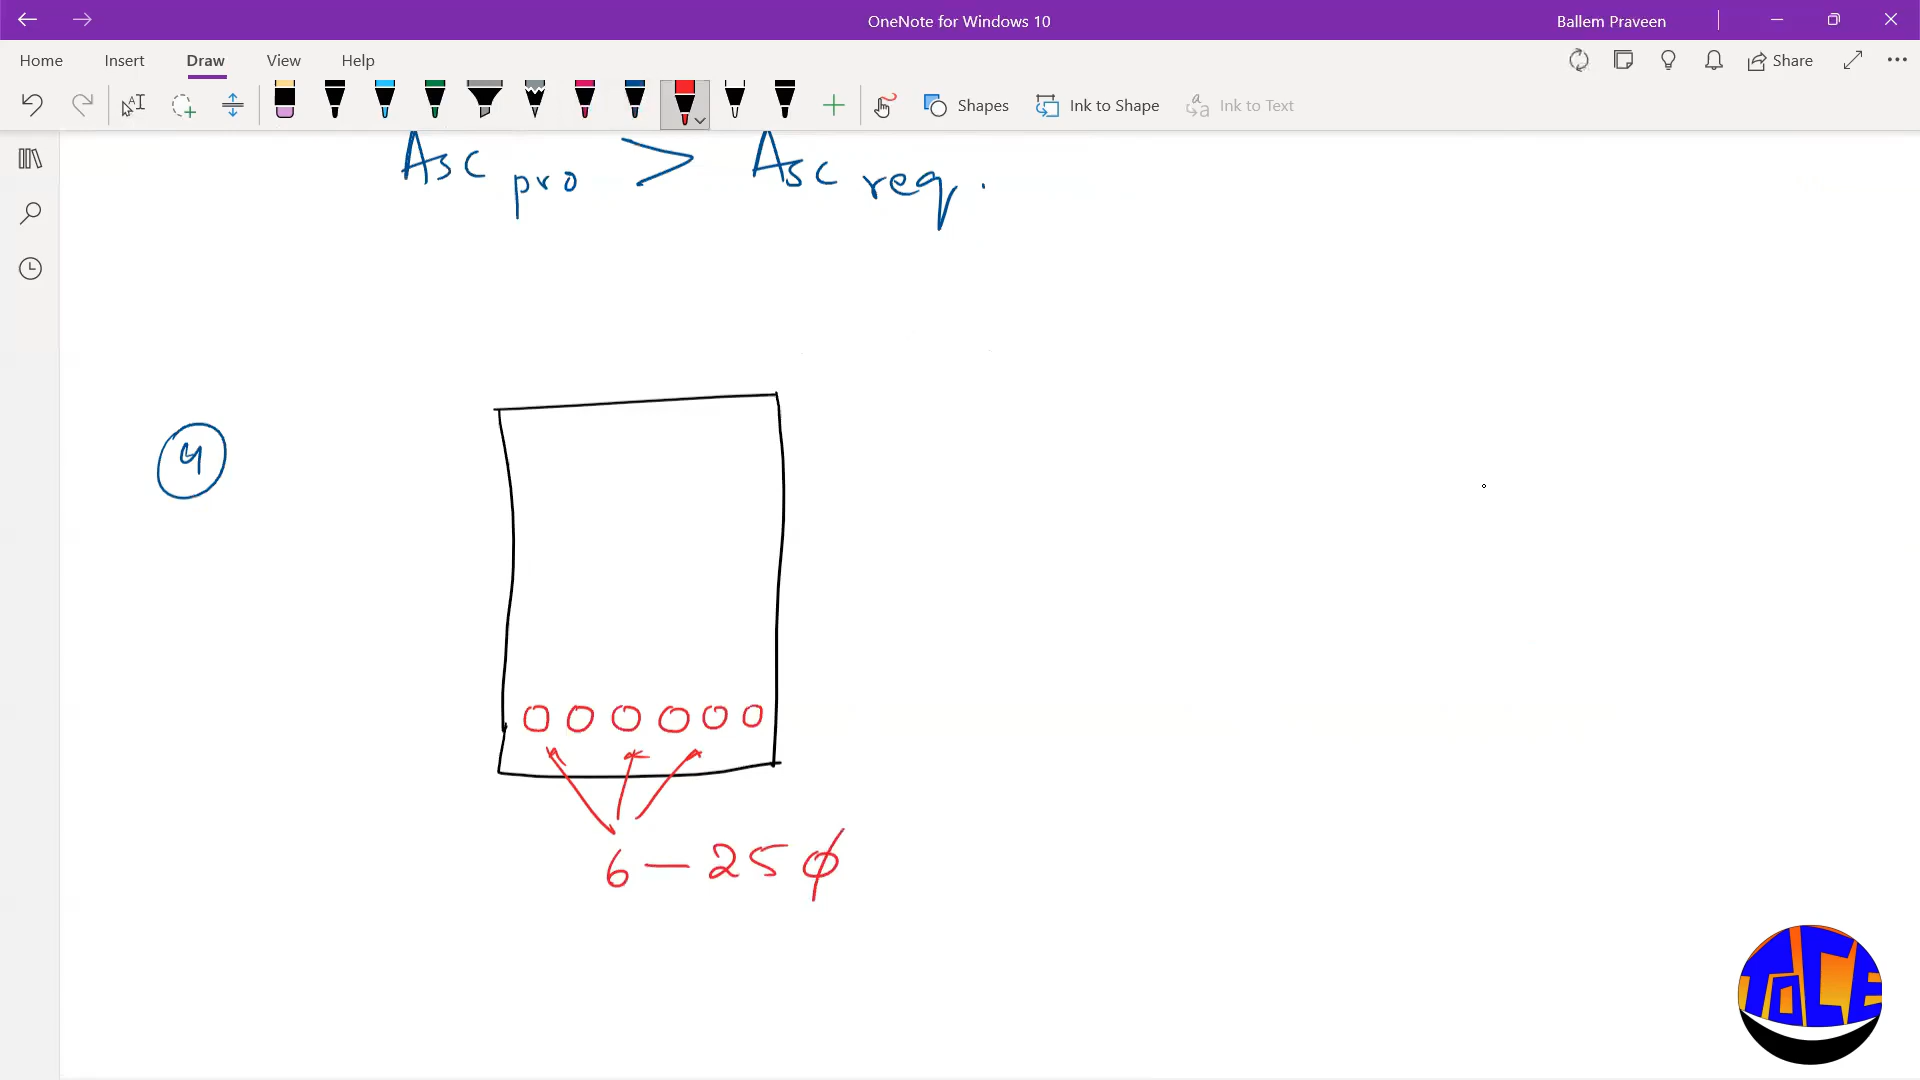 OneNote for Windows 10
Ballem Praveen
Home Insert Draw View Help
Share
Shapes Ink to Shape Ink to Text
Asc pro > Asc req.
4
6 - 25 ϕ
TOCE